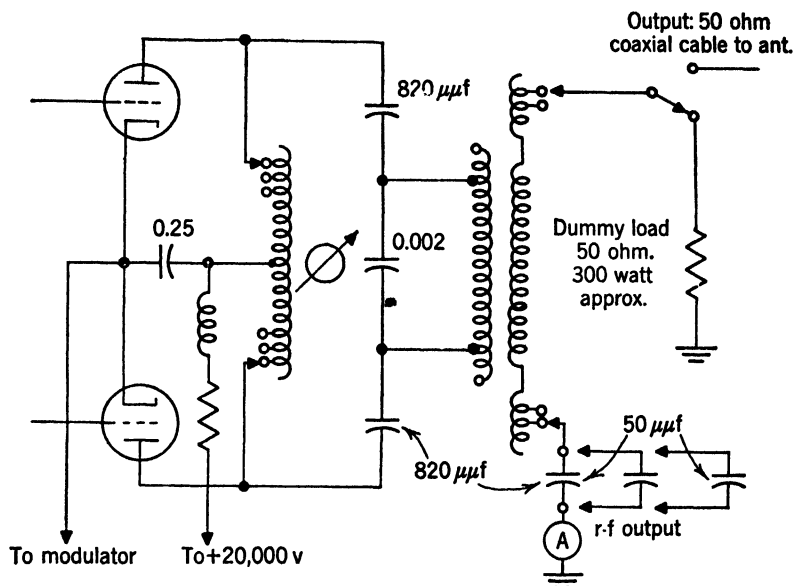 Output: 50 ohm
coaxial cable to ant.
820 μμf
0.25
0.002
Dummy load
50 ohm.
300 watt
approx.
50 μμf
820 μμf
r-f output
A
To modulator
To+20,000 v